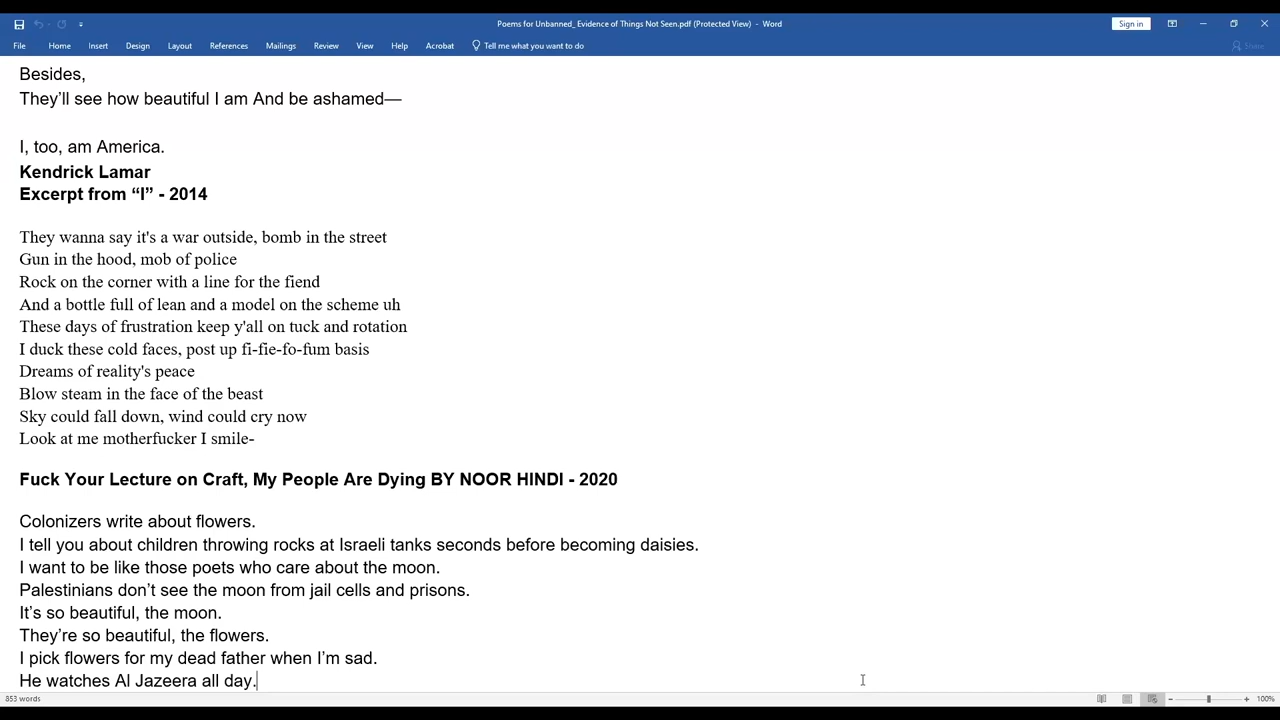 Poems for Unbanned_ Evidence of Things Not Seen.pdf (Protected View) - Word
Sign in
File Home Insert Design Layout References Mailings Review View Help Acrobat Tell me what you want to do Share
Besides,
They’ll see how beautiful I am And be ashamed—
I, too, am America.
Kendrick Lamar
Excerpt from “I” - 2014
They wanna say it's a war outside, bomb in the street
Gun in the hood, mob of police
Rock on the corner with a line for the fiend
And a bottle full of lean and a model on the scheme uh
These days of frustration keep y'all on tuck and rotation
I duck these cold faces, post up fi-fie-fo-fum basis
Dreams of reality's peace
Blow steam in the face of the beast
Sky could fall down, wind could cry now
Look at me motherfucker I smile-
Fuck Your Lecture on Craft, My People Are Dying BY NOOR HINDI - 2020
Colonizers write about flowers.
I tell you about children throwing rocks at Israeli tanks seconds before becoming daisies.
I want to be like those poets who care about the moon.
Palestinians don’t see the moon from jail cells and prisons.
It’s so beautiful, the moon.
They’re so beautiful, the flowers.
I pick flowers for my dead father when I’m sad.
He watches Al Jazeera all day.
853 words
100%